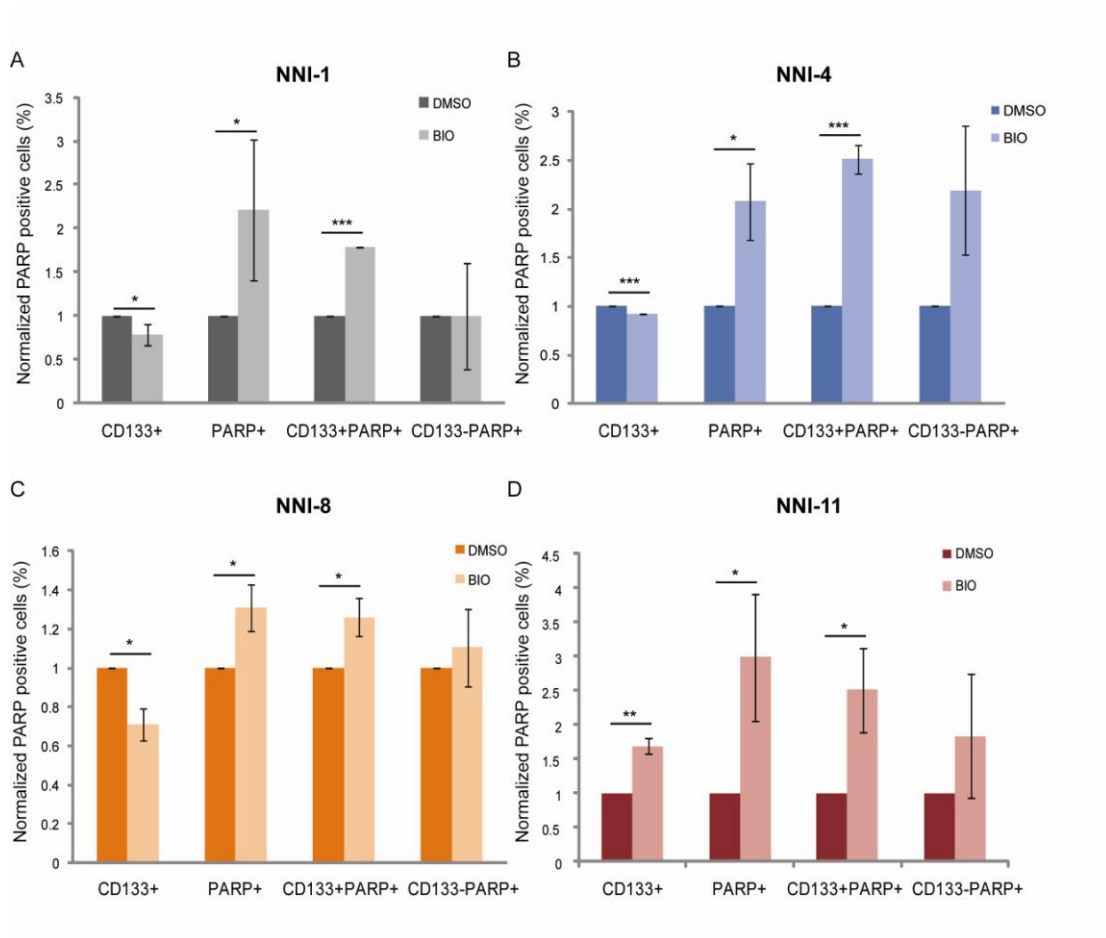 A
NNI-1
Normalized PARP positive cells (%)
3.5
3
2.5
2
1.5
1
0.5
0
DMSO
BIO
*
*
***
CD133+
PARP+
CD133+PARP+
CD133-PARP+
B
NNI-4
Normalized PARP positive cells (%)
3
2.5
2
1.5
1
0.5
0
DMSO
BIO
***
*
***
CD133+
PARP+
CD133+PARP+
CD133-PARP+
C
NNI-8
Normalized PARP positive cells (%)
1.6
1.4
1.2
1
0.8
0.6
0.4
0.2
0
DMSO
BIO
*
*
*
CD133+
PARP+
CD133+PARP+
CD133-PARP+
D
NNI-11
Normalized PARP positive cells (%)
4.5
4
3.5
3
2.5
2
1.5
1
0.5
0
DMSO
BIO
**
*
*
CD133+
PARP+
CD133+PARP+
CD133-PARP+